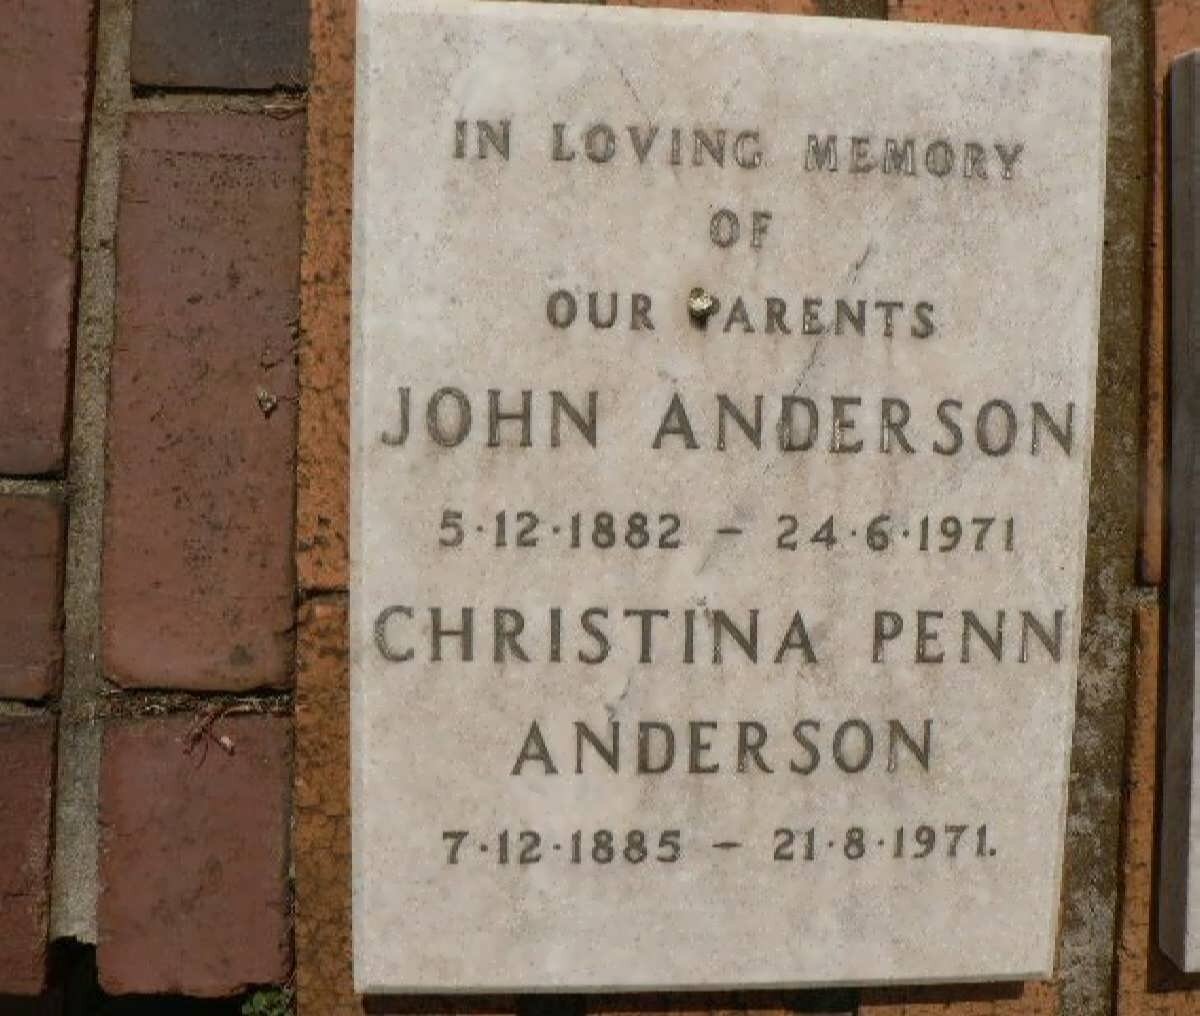 IN LOVING MEMORY
OF
OUR PARENTS
JOHN ANDERSON
5·12·1882 – 24·6·1971
CHRISTINA PENN
ANDERSON
7·12·1885 – 21·8·1971.